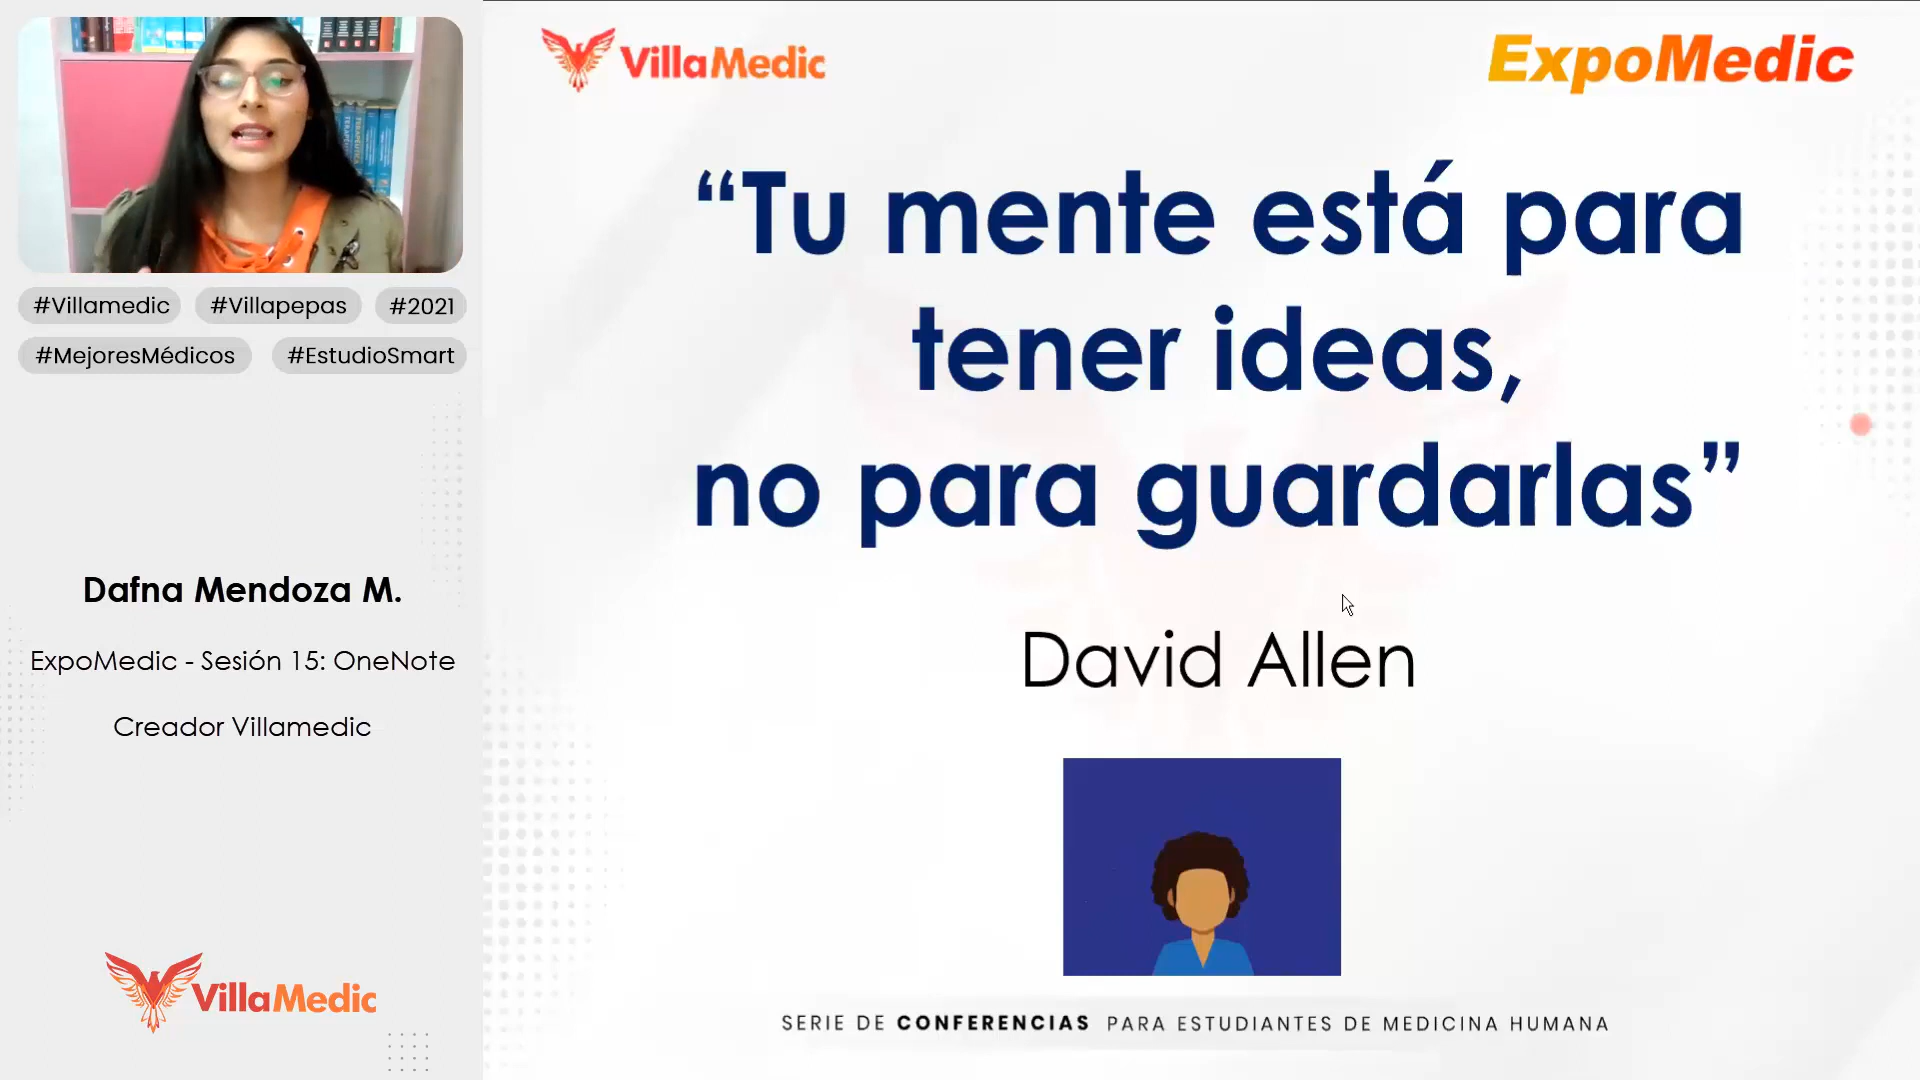 #Villamedic #Villapepas #2021
#MejoresMédicos #EstudioSmart
Dafna Mendoza M.
ExpoMedic - Sesión 15: OneNote
Creador Villamedic
VillaMedic
VillaMedic
ExpoMedic
“Tu mente está para
tener ideas,
no para guardarlas”
David Allen
SERIE DE CONFERENCIAS PARA ESTUDIANTES DE MEDICINA HUMANA